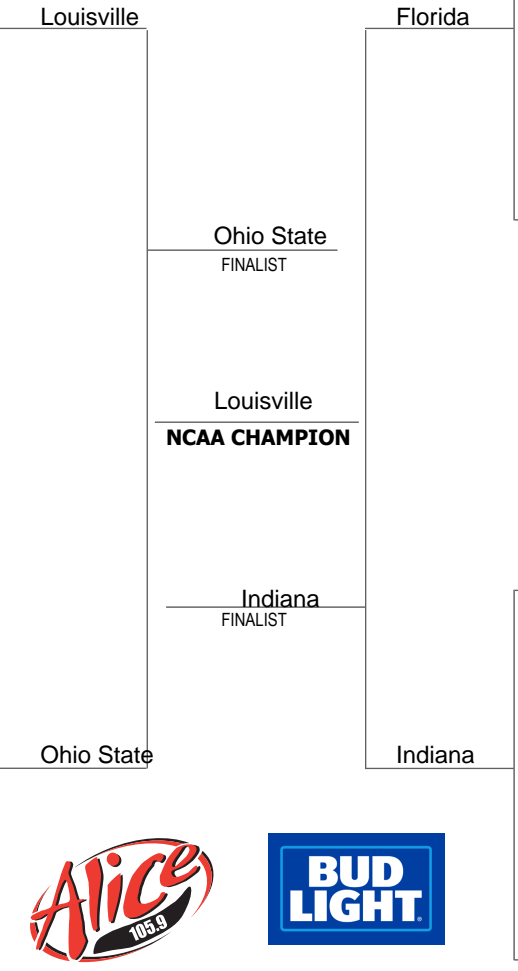 Louisville
Florida
Ohio State
FINALIST
Louisville
NCAA CHAMPION
Indiana
FINALIST
Ohio State
Indiana
Alice
105.9
BUD
LIGHT